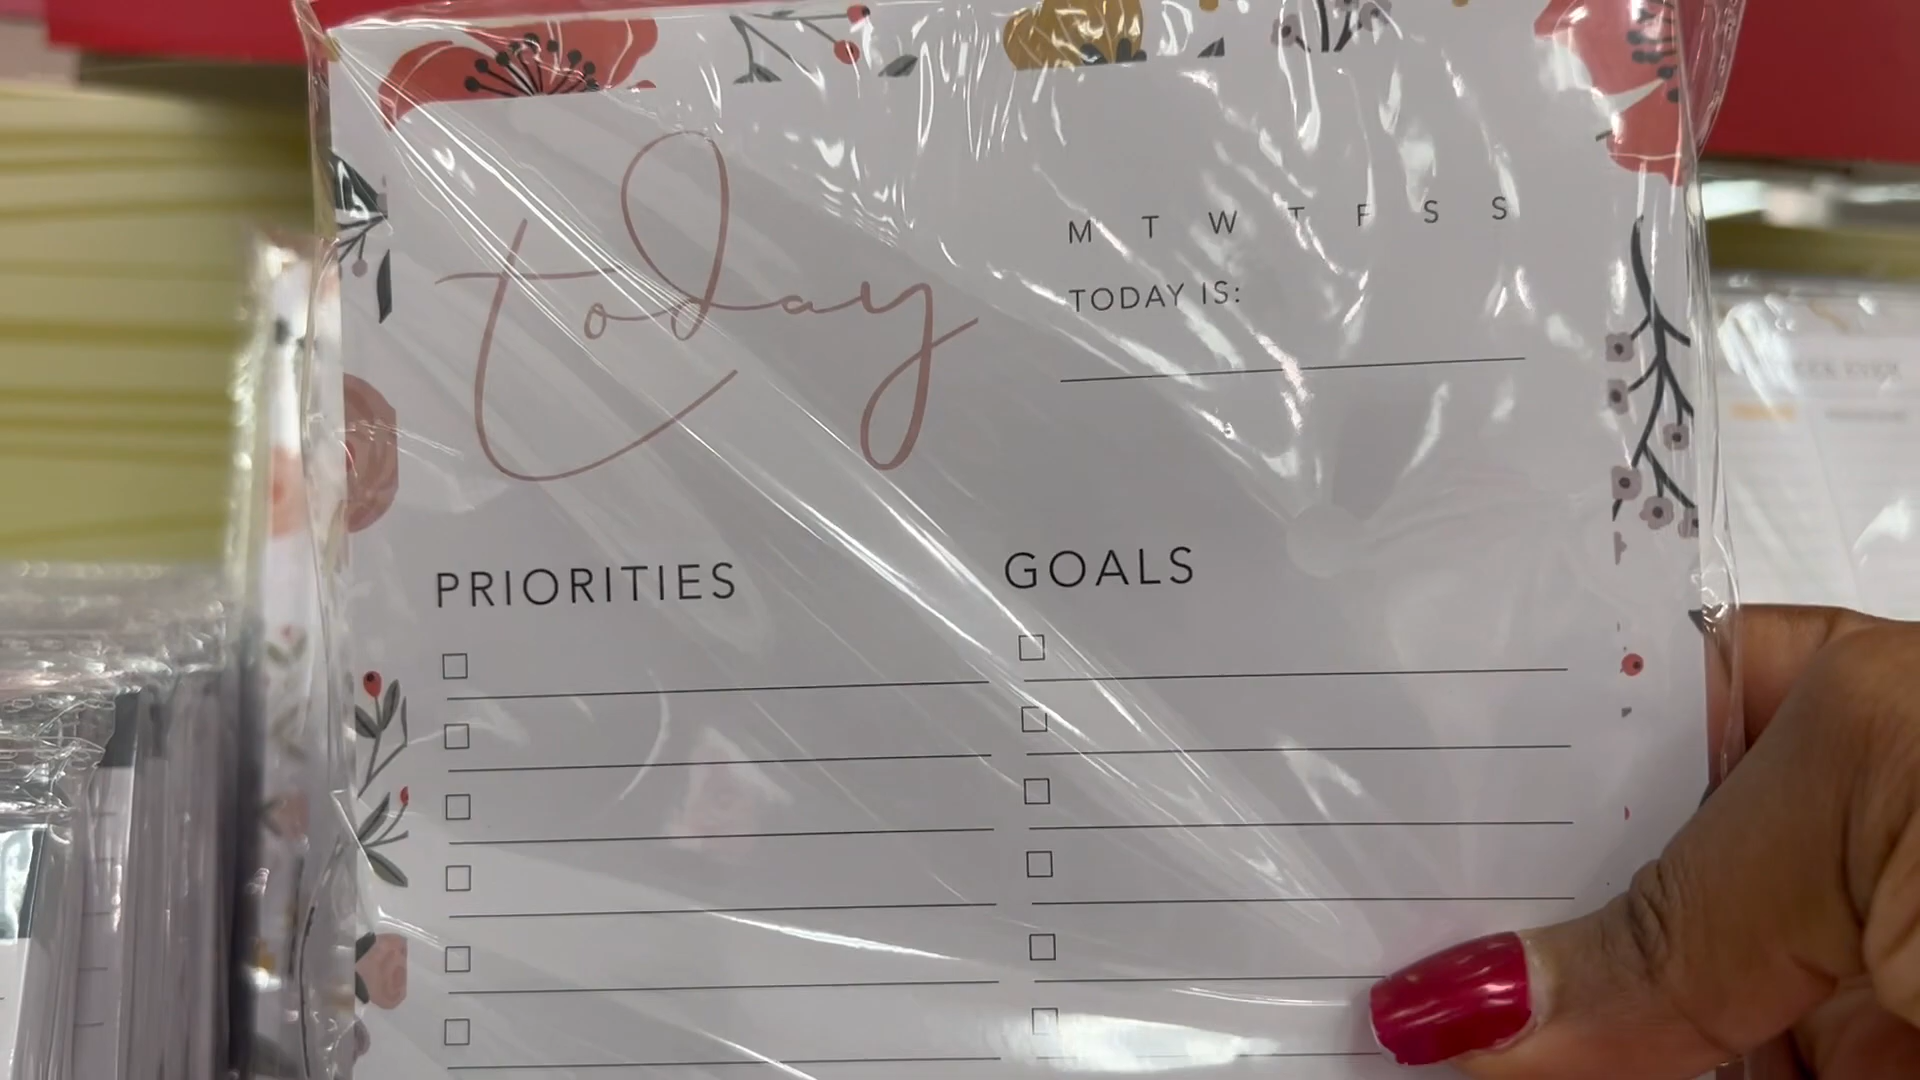 today
M T W T F S S
TODAY IS:
PRIORITIES
GOALS